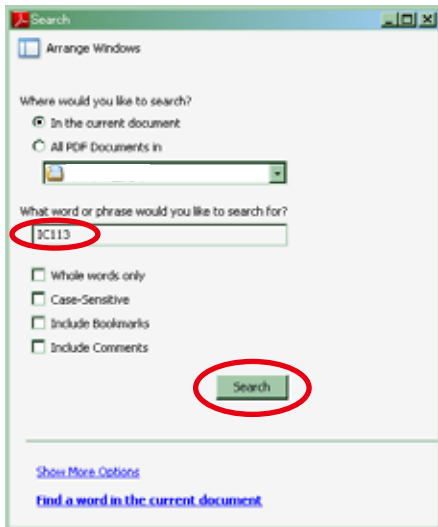 Search
Arrange Windows
Where would you like to search?
In the current document
All PDF Documents in
What word or phrase would you like to search for?
IC113
Whole words only
Case-Sensitive
Include Bookmarks
Include Comments
Search
Show More Options
Find a word in the current document